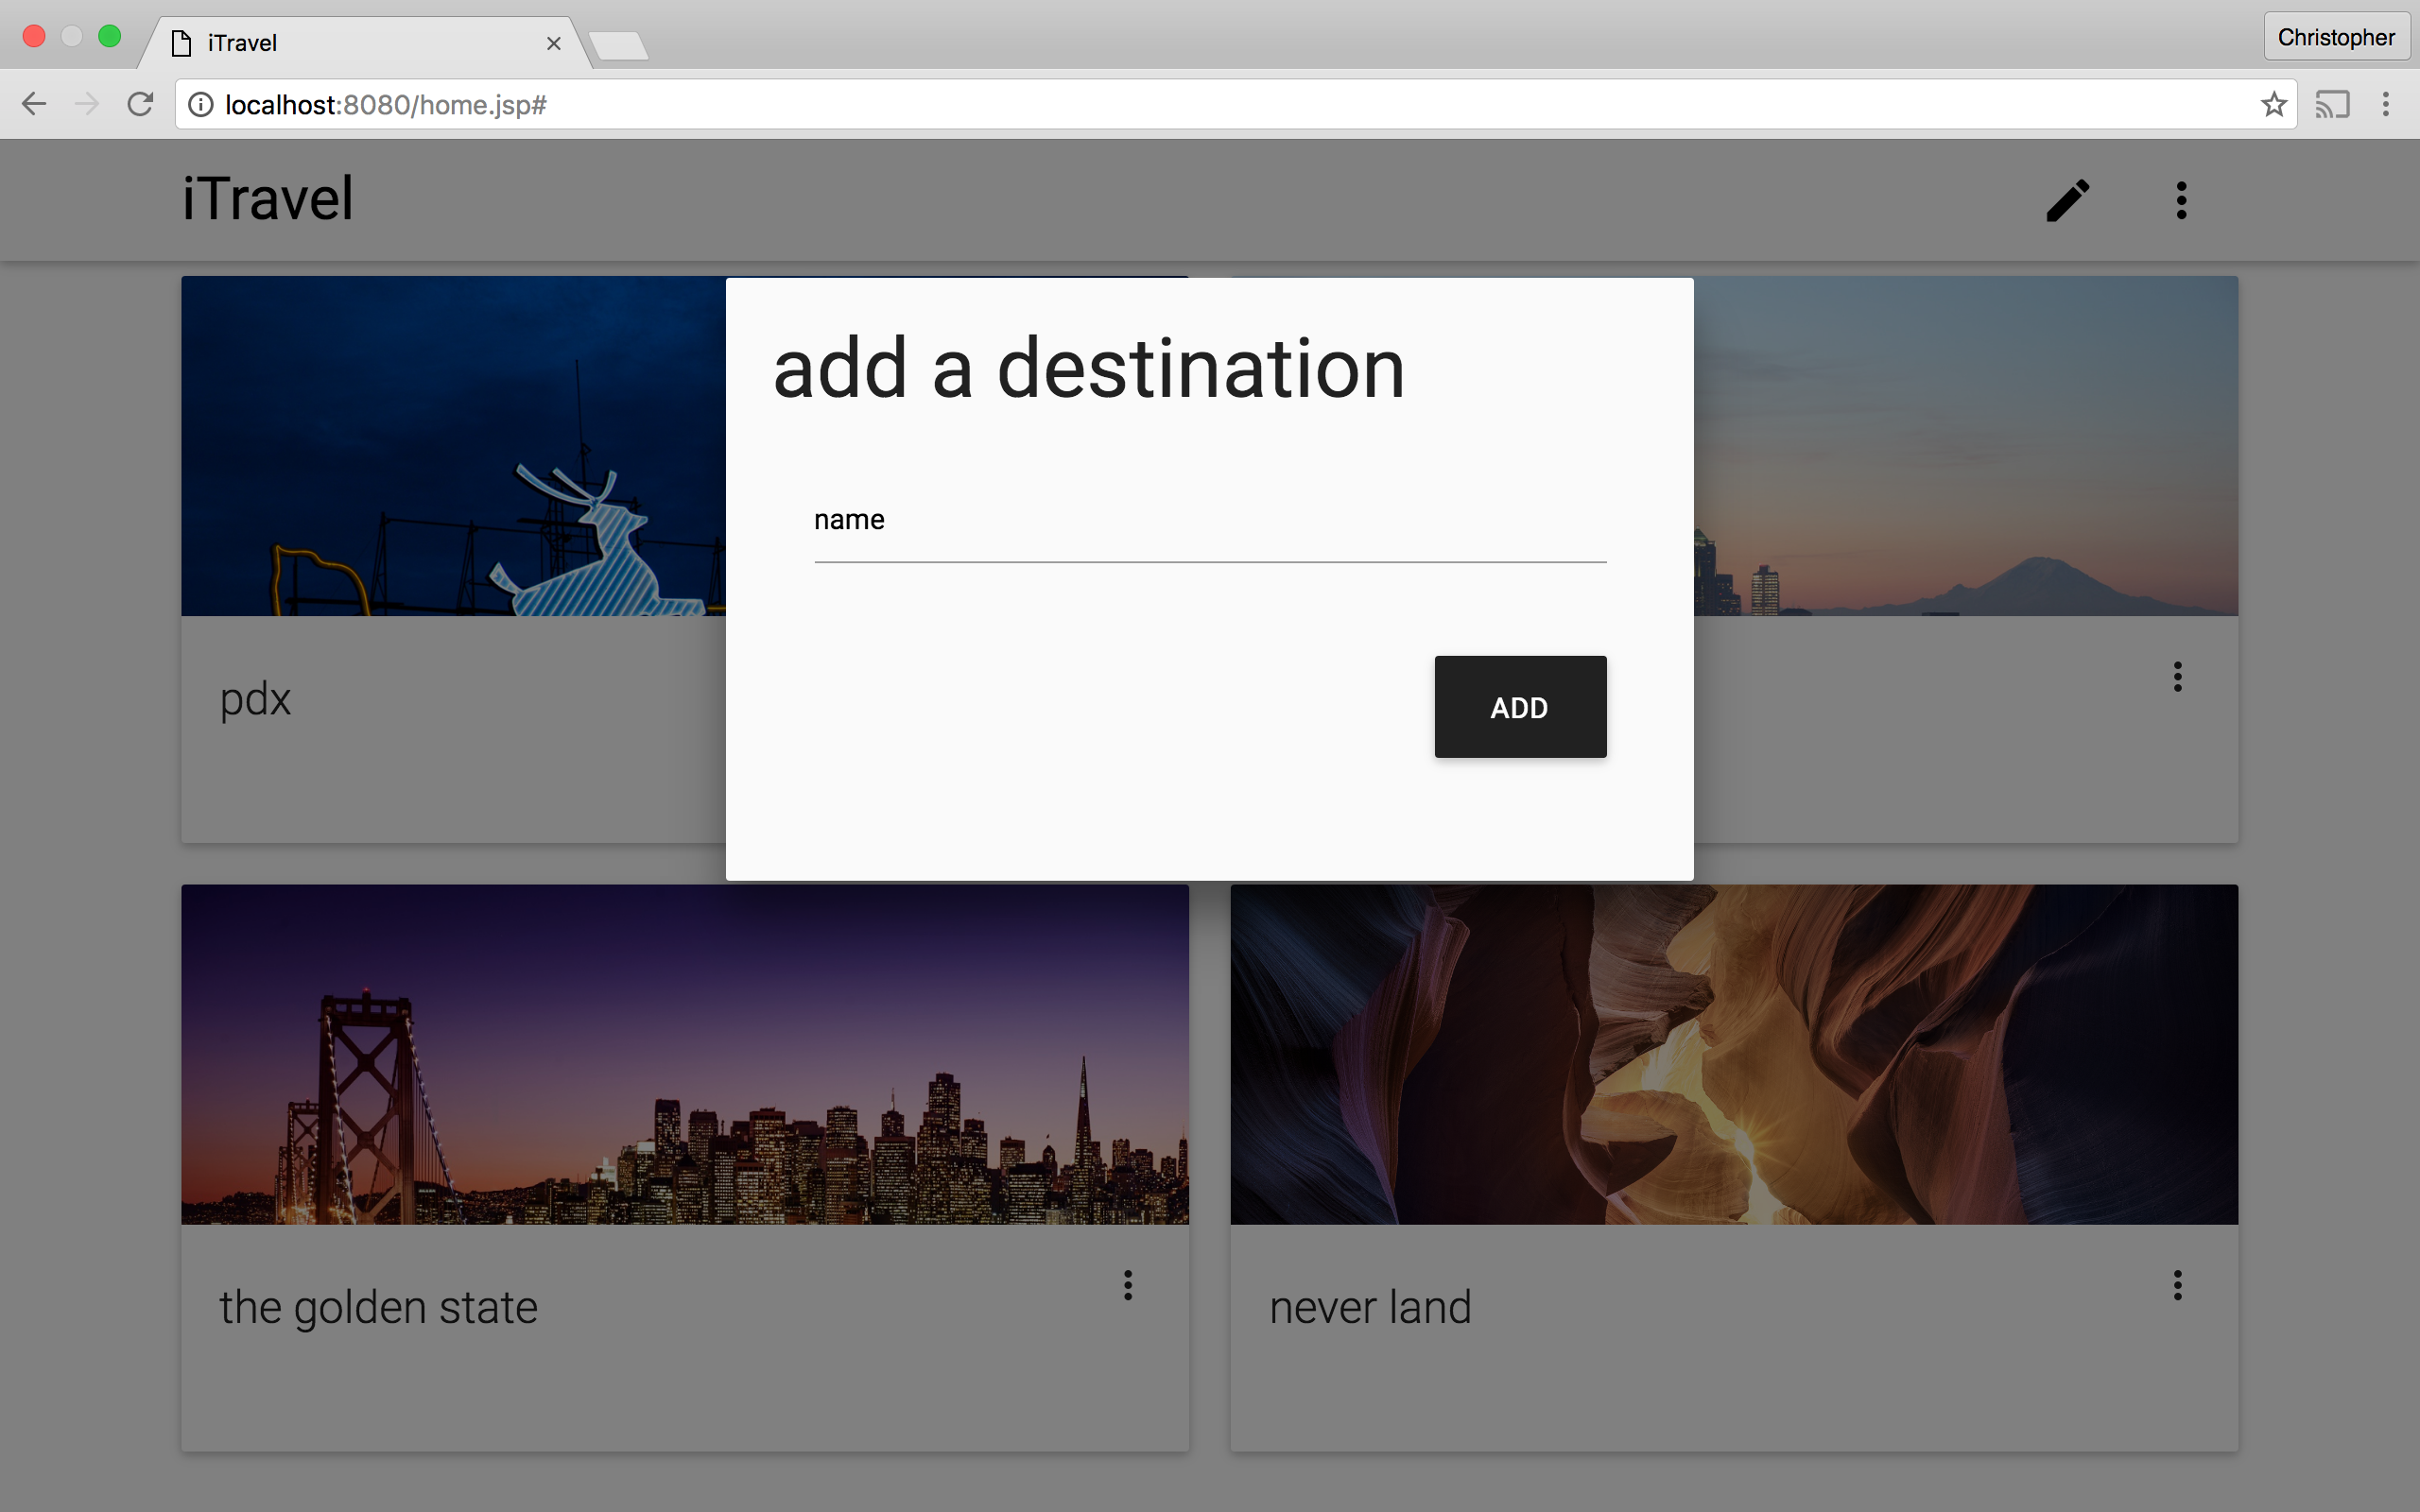 iTravel
Christopher
localhost:8080/home.jsp#
iTravel
add a destination
name
ADD
pdx
the golden state
never land